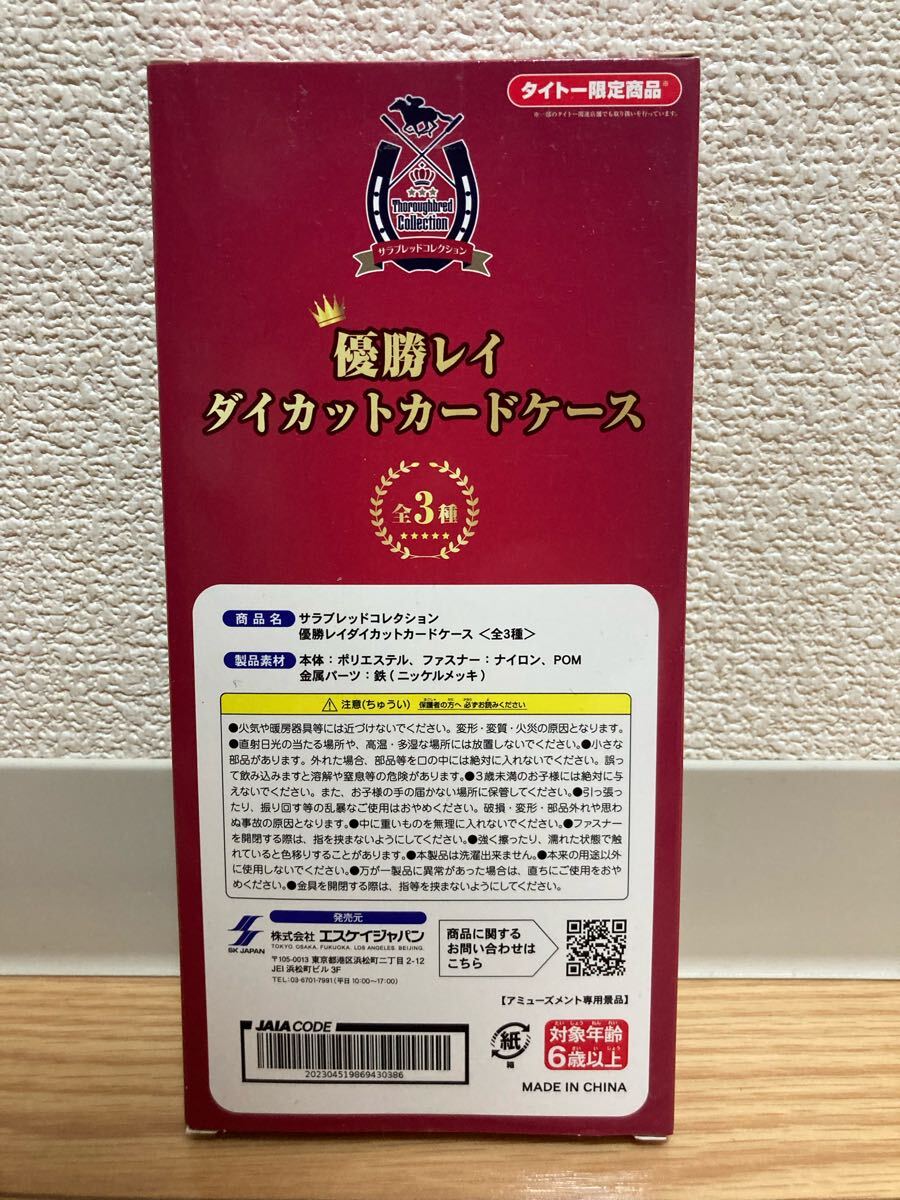 タイトー限定商品※
※一部のタイトー関連店舗でも取り扱いを行っています。
Thoroughbred
Collection
サラブレッドコレクション
優勝レイ
ダイカットカードケース
全3種
商品名 サラブレッドコレクション
優勝レイダイカットカードケース＜全3種＞
製品素材 本体：ポリエステル、ファスナー：ナイロン、POM
金属パーツ：鉄(ニッケルメッキ)
注意(ちゅうい) 保護者の方へ 必ずお読みください
●火気や暖房器具等には近づけないでください。変形・変質・火災の原因となります。
●直射日光の当たる場所や、高温・多湿な場所には放置しないでください。●小さな
部品があります。外れた場合、部品等を口の中には絶対に入れないでください。誤っ
て飲み込みますと溶解や窒息等の危険があります。●3歳未満のお子様には絶対に与
えないでください。また、お子様の手の届かない場所に保管してください。●引っ張っ
たり、振り回す等の乱暴なご使用はおやめください。破損・変形・部品外れや思わ
ぬ事故の原因となります。●中に重いものを無理に入れないでください。●ファスナー
を開閉する際は、指を挟まないようにしてください。●強く擦ったり、濡れた状態で触
れていると色移りすることがあります。●本製品は洗濯出来ません。●本来の用途以外
に使用しないでください。●万が一製品に異常があった場合は、直ちにご使用をおや
めください。●金具を開閉する際は、指等を挟まないようにしてください。
SK JAPAN
発売元
株式会社 エスケイジャパン
TOKYO. OSAKA. FUKUOKA. LOS ANGELES. BEIJING.
〒105-0013 東京都港区浜松町二丁目2-12
JEI 浜松町ビル 3F
TEL：03-6701-7991(平日10:00〜17:00)
商品に関する
お問い合わせは
こちら
【アミューズメント専用景品】
JAIA CODE
202304519869430386
紙
箱
たいしょうねんれい
対象年齢
さいいじょう
6歳以上
MADE IN CHINA